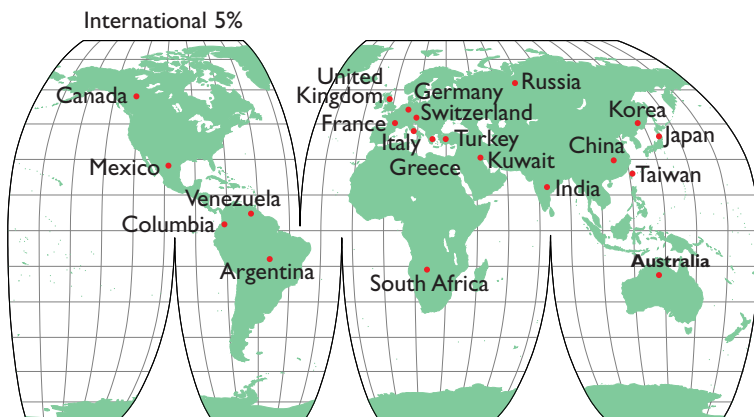 International 5%
Canada
Mexico
Venezuela
Columbia
Argentina
United
Kingdom
Germany
Switzerland
France
Italy
Turkey
Greece
Kuwait
Russia
Korea
Japan
China
Taiwan
India
South Africa
Australia